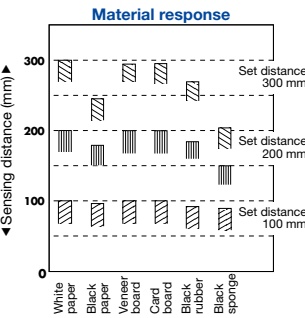 Material response
◀Sensing distance (mm)▶
300
200
100
0
Set distance
300 mm
Set distance
200 mm
Set distance
100 mm
White
paper
Black
paper
Veneer
board
Card
board
Black
rubber
Black
sponge